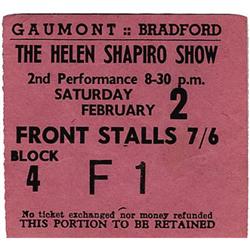 GAUMONT :: BRADFORD
THE HELEN SHAPIRO SHOW
2nd Performance 8-30 p.m.
SATURDAY
FEBRUARY 2
FRONT STALLS 7/6
BLOCK
4 F 1
No ticket exchanged nor money refunded
THIS PORTION TO BE RETAINED